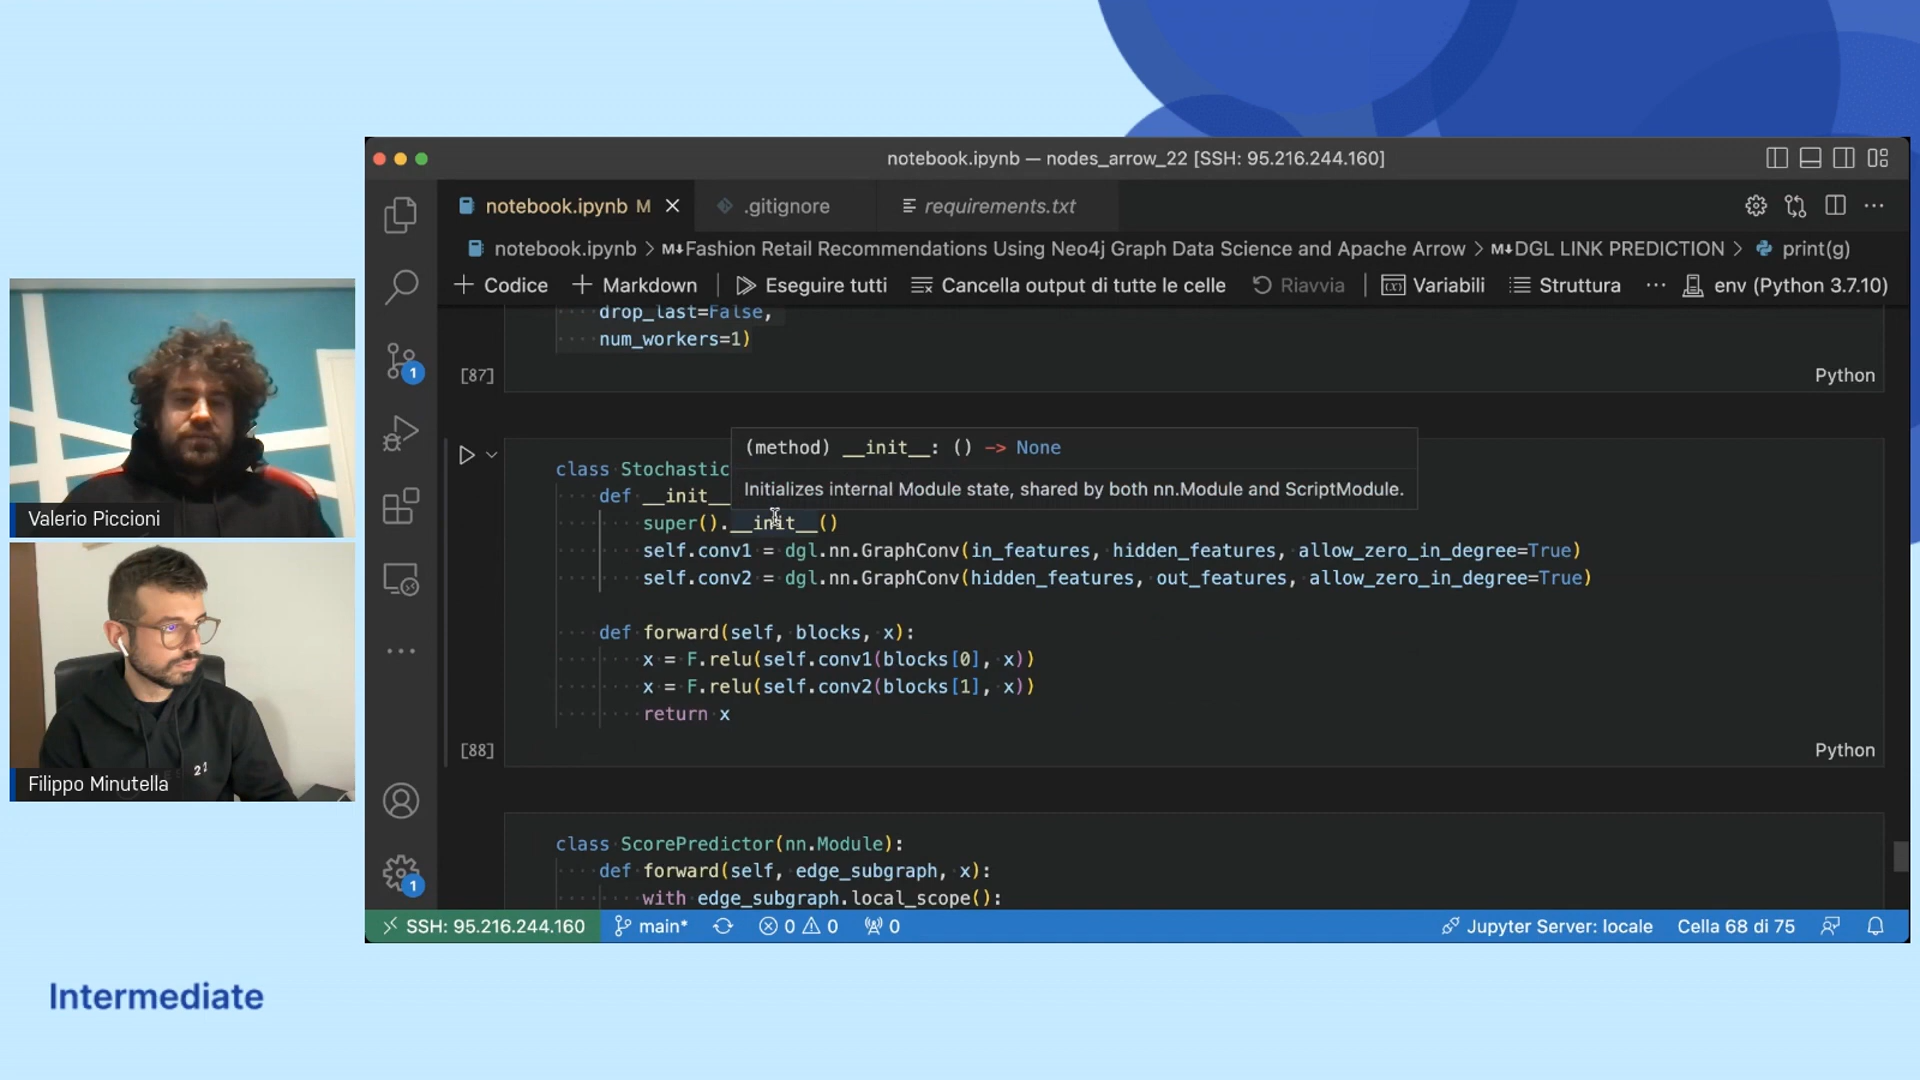 notebook.ipynb — nodes_arrow_22 [SSH: 95.216.244.160]
notebook.ipynb M
.gitignore
requirements.txt
notebook.ipynb > M↓Fashion Retail Recommendations Using Neo4j Graph Data Science and Apache Arrow > M↓DGL LINK PREDICTION > print(g)
+ Codice + Markdown Eseguire tutti Cancella output di tutte le celle Riavvia Variabili Struttura ··· env (Python 3.7.10)
drop_last=False,
num_workers=1)
[87]
Python
(method) __init__: () -> None
Initializes internal Module state, shared by both nn.Module and ScriptModule.
class Stochastic
def __init__
super().__init__()
self.conv1 = dgl.nn.GraphConv(in_features, hidden_features, allow_zero_in_degree=True)
self.conv2 = dgl.nn.GraphConv(hidden_features, out_features, allow_zero_in_degree=True)
def forward(self, blocks, x):
x = F.relu(self.conv1(blocks[0], x))
x = F.relu(self.conv2(blocks[1], x))
return x
[88]
Python
class ScorePredictor(nn.Module):
def forward(self, edge_subgraph, x):
with edge_subgraph.local_scope():
1
1
SSH: 95.216.244.160 main* 0 0 0 Jupyter Server: locale Cella 68 di 75
Valerio Piccioni
22
Filippo Minutella
Intermediate